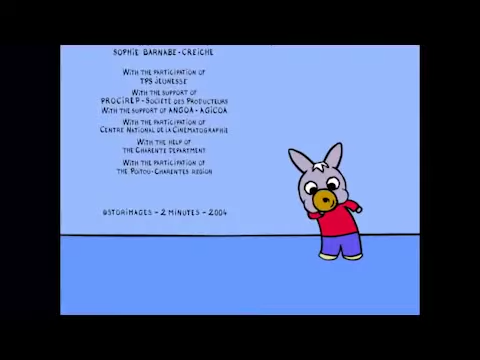 SOPHIE BARNABE-CREICHE
WITH THE PARTICIPATION OF
TPS JEUNESSE
WITH THE SUPPORT OF
PROCIREP - SOCIÉTÉ DES PRODUCTEURS
WITH THE SUPPORT OF ANGOA - AGICOA
WITH THE PARTICIPATION OF
CENTRE NATIONAL DE LA CINEMATOGRAPHIE
WITH THE HELP OF
THE CHARENTE DEPARTMENT
WITH THE PARTICIPATION OF
THE POITOU-CHARENTES REGION
©STORIMAGES - 2 MINUTES - 2004